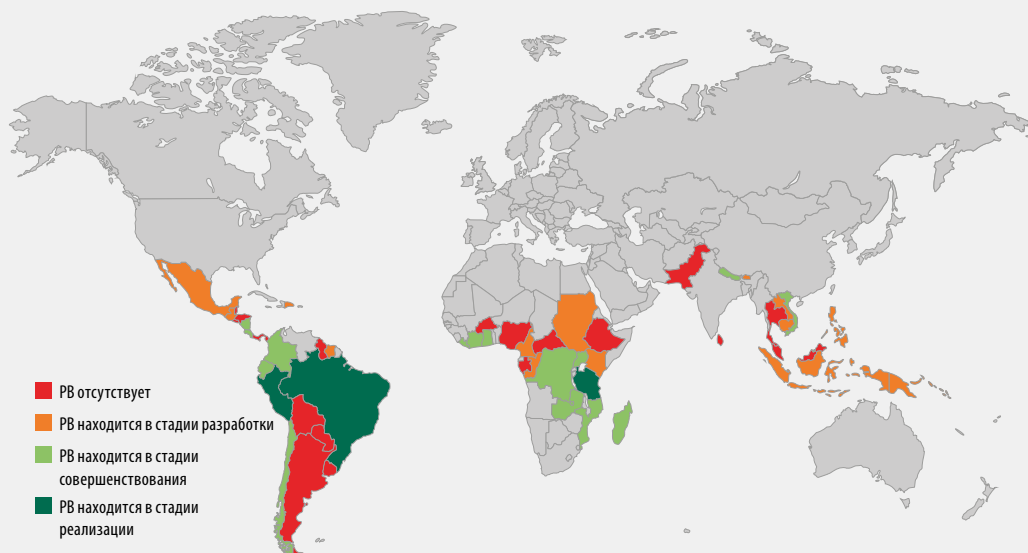 РВ отсутствует
РВ находится в стадии разработки
РВ находится в стадии
совершенствования
РВ находится в стадии
реализации